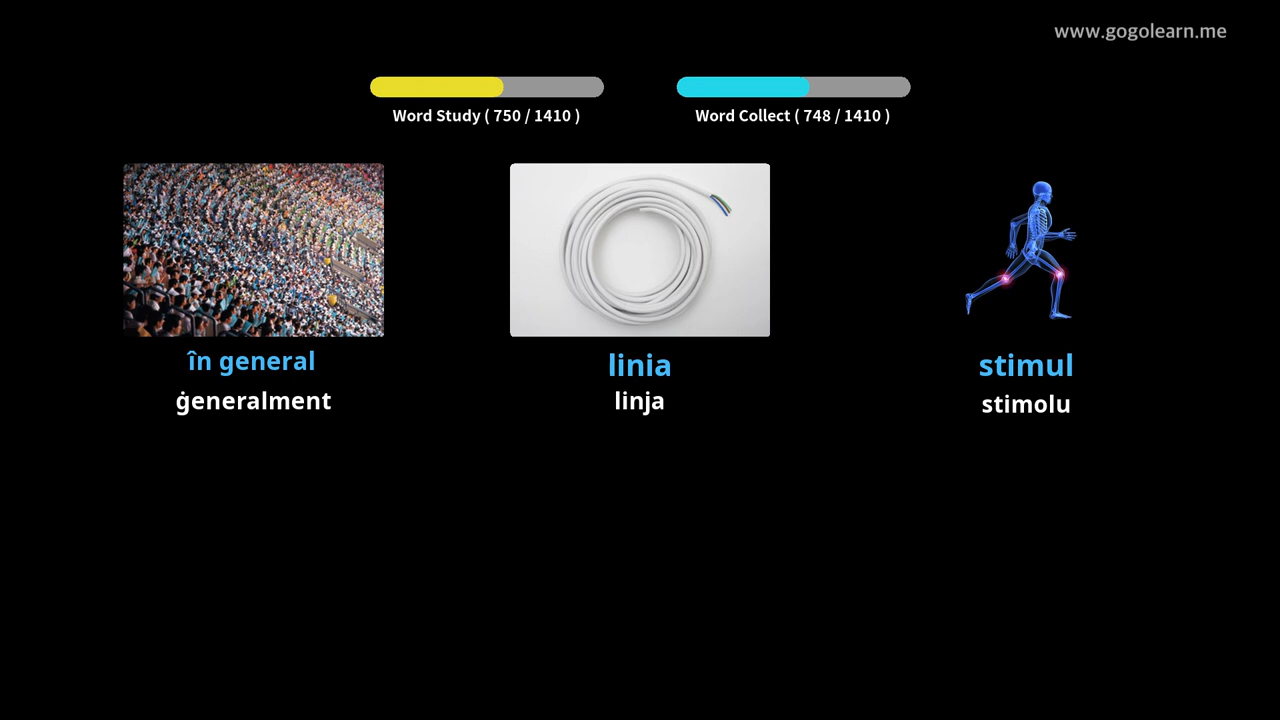 www.gogolearn.me
Word Study ( 750 / 1410 )
Word Collect ( 748 / 1410 )
în general
ġeneralment
linia
linja
stimul
stimolu